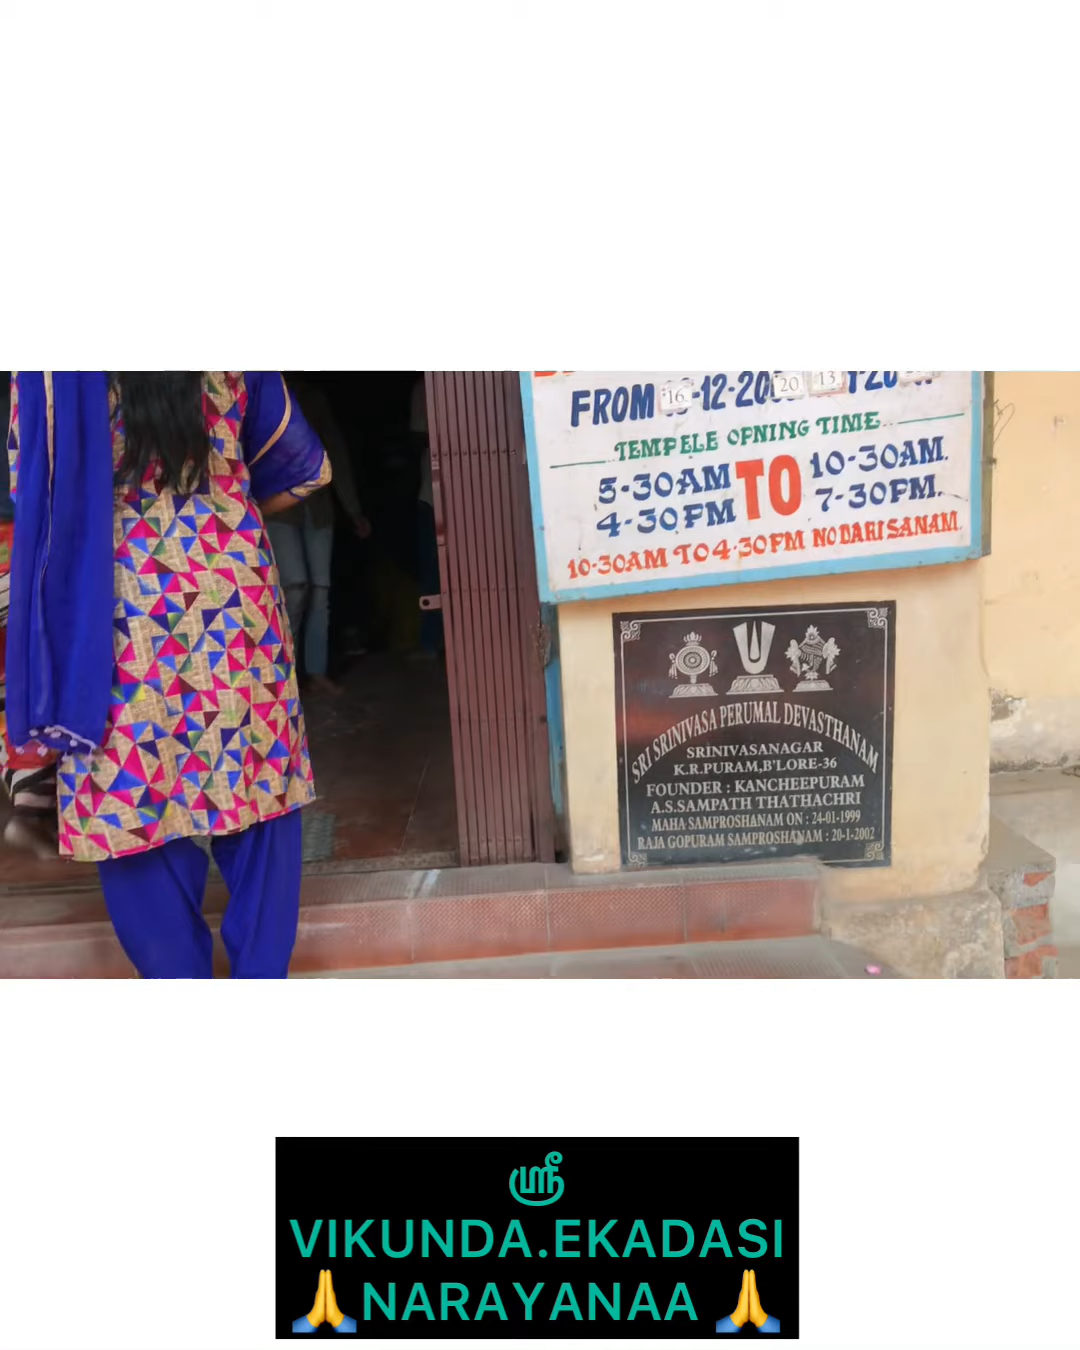 FROM 16-12-20
20 13
TEMPELE OPNING TIME
5-30AM TO 10-30AM.
4-30PM 7-30PM.
10-30AM TO 4-30PM NO DARISANAM.
SRI SRINIVASA PERUMAL DEVASTHANAM
SRINIVASANAGAR
K.R.PURAM,B'LORE-36
FOUNDER : KANCHEEPURAM
A.S.SAMPATH THATHACHRI
MAHA SAMPROSHANAM ON : 24-01-1999
RAJA GOPURAM SAMPROSHANAM : 20-1-2002
ஸ்ரீ
VIKUNDA.EKADASI
🙏NARAYANAA 🙏